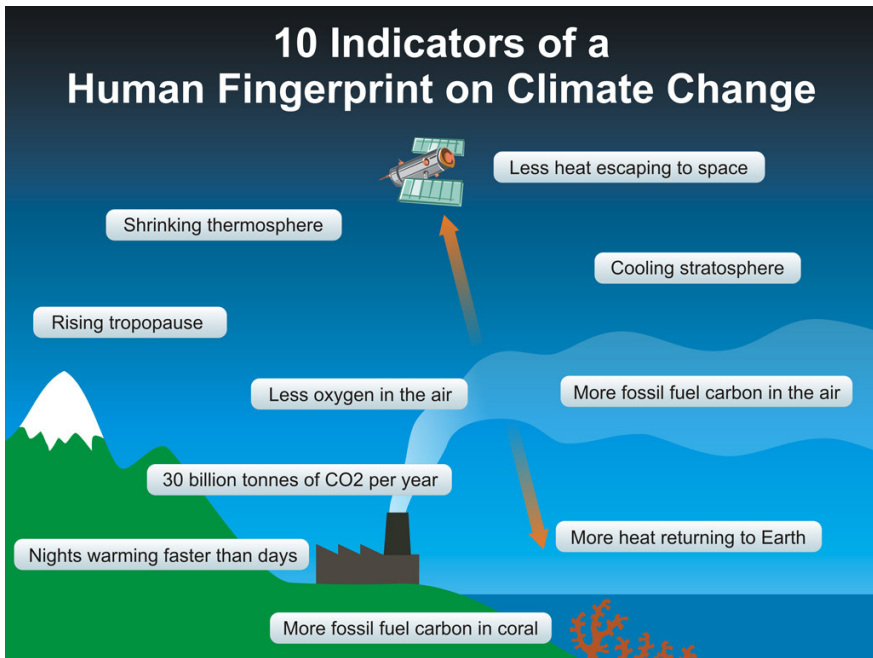 10 Indicators of a
Human Fingerprint on Climate Change
Less heat escaping to space
Shrinking thermosphere
Cooling stratosphere
Rising tropopause
Less oxygen in the air
More fossil fuel carbon in the air
30 billion tonnes of CO2 per year
More heat returning to Earth
Nights warming faster than days
More fossil fuel carbon in coral